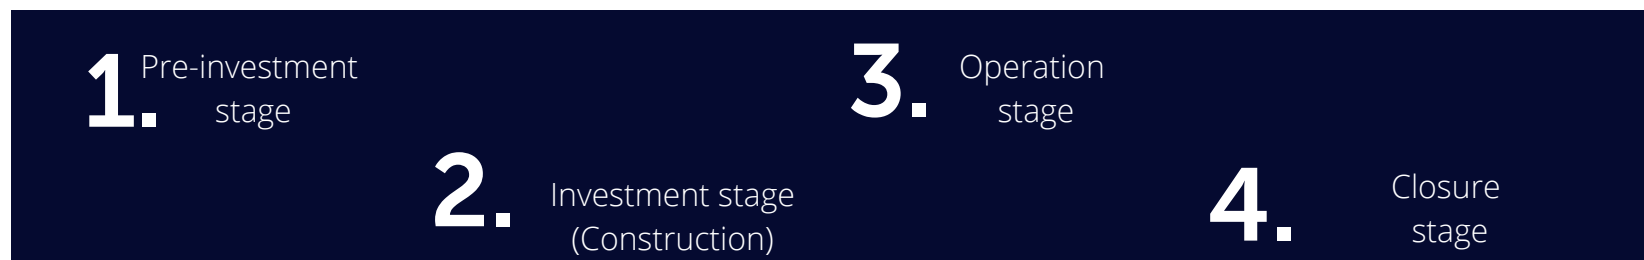 1. Pre-investment
stage
2. Investment stage
(Construction)
3. Operation
stage
4. Closure
stage